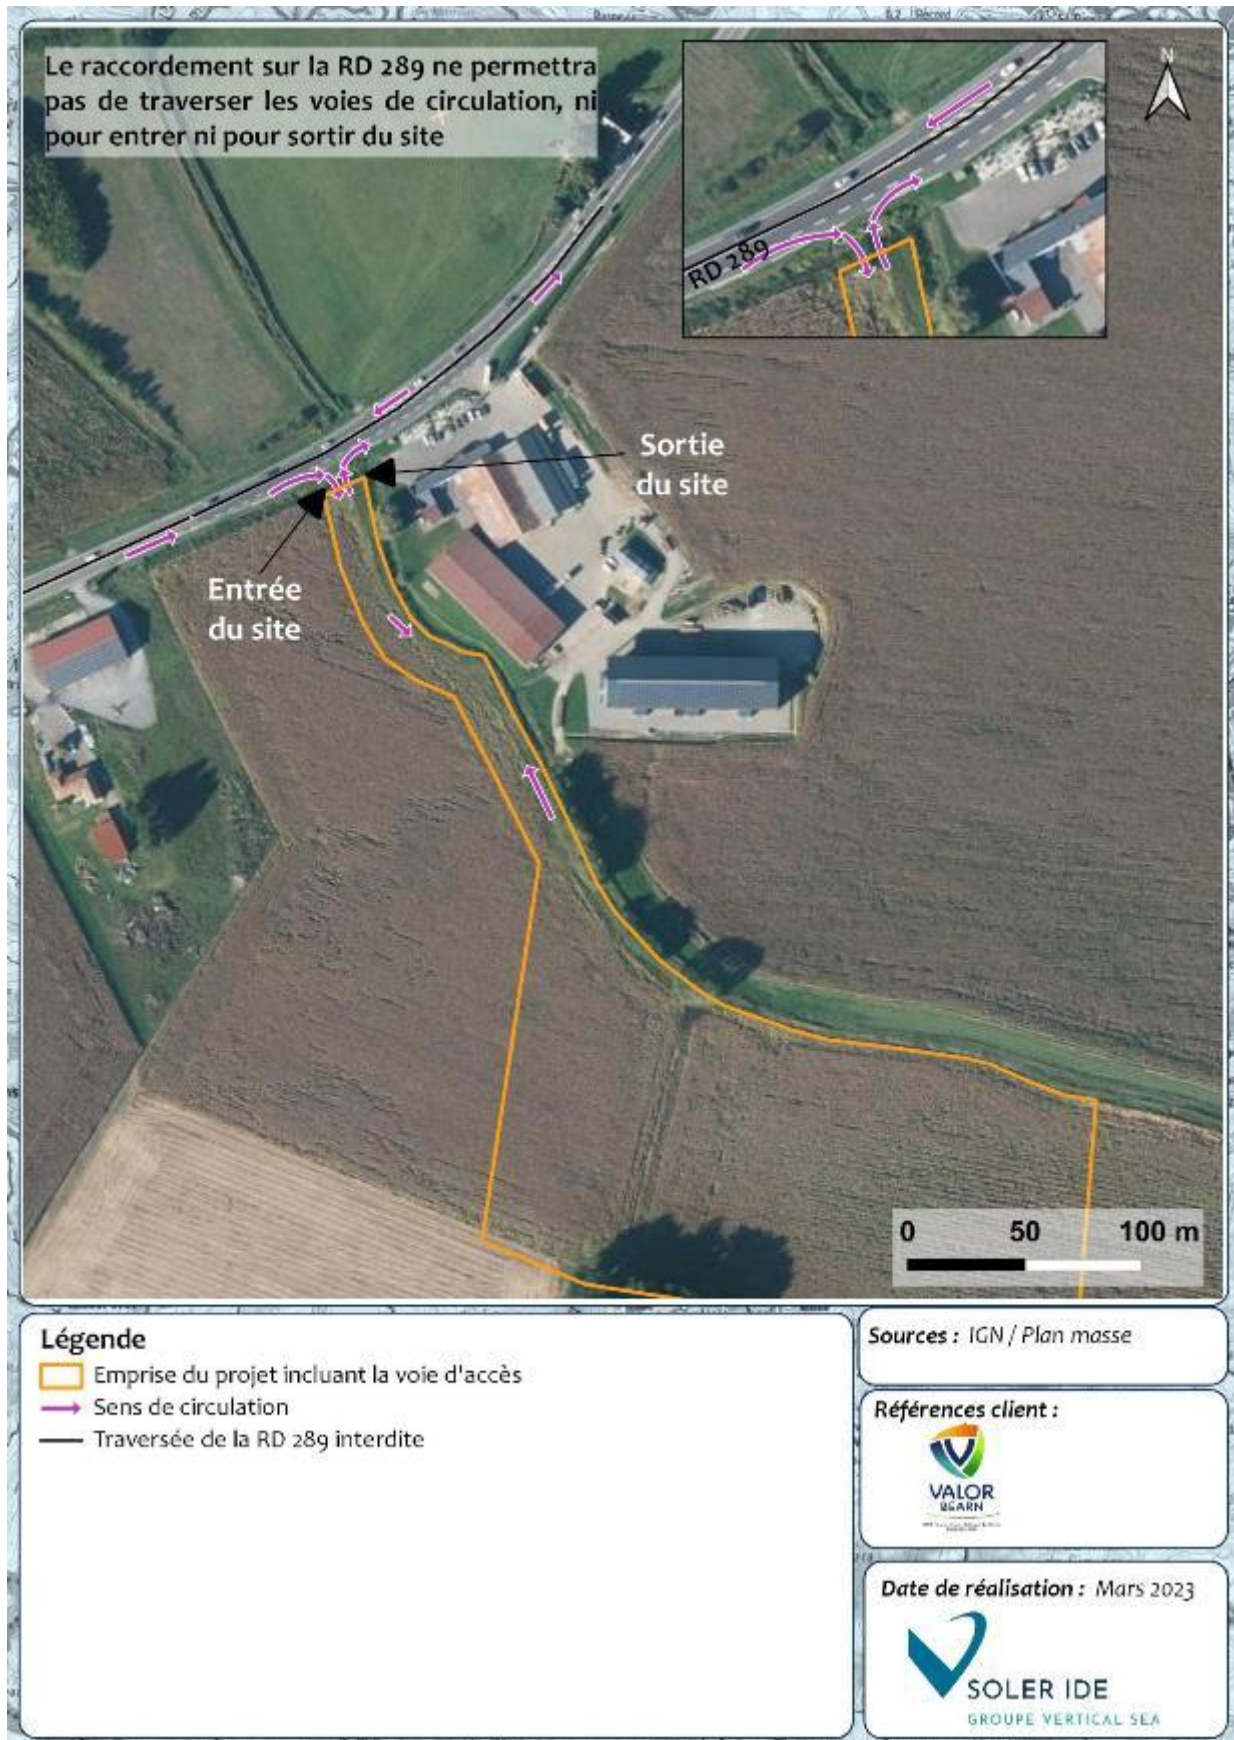 Le raccordement sur la RD 289 ne permettra
pas de traverser les voies de circulation, ni
pour entrer ni pour sortir du site
N
RD 289
Sortie
du site
Entrée
du site
0 50 100 m
Légende
Emprise du projet incluant la voie d'accès
Sens de circulation
Traversée de la RD 289 interdite
Sources : IGN / Plan masse
Références client :
VALOR
BEARN
Date de réalisation : Mars 2023
SOLER IDE
GROUPE VERTICAL SEA